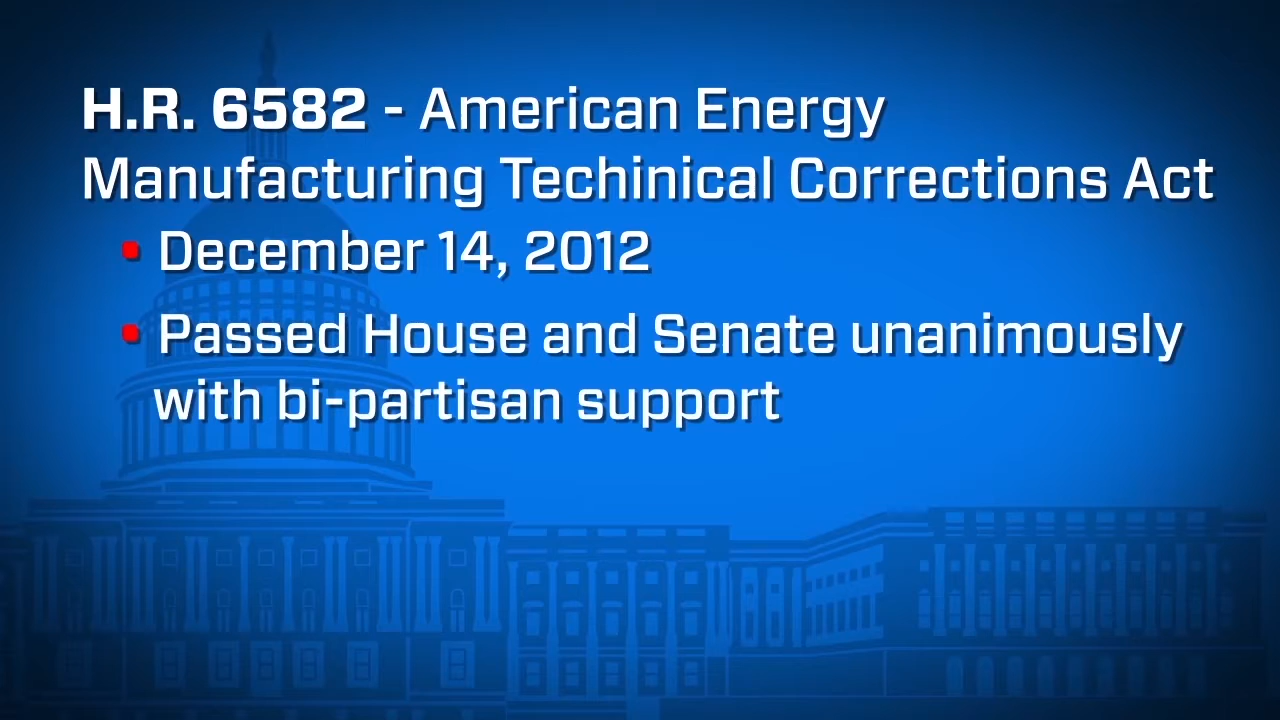 H.R. 6582 - American Energy
Manufacturing Techinical Corrections Act
▪ December 14, 2012
▪ Passed House and Senate unanimously
with bi-partisan support